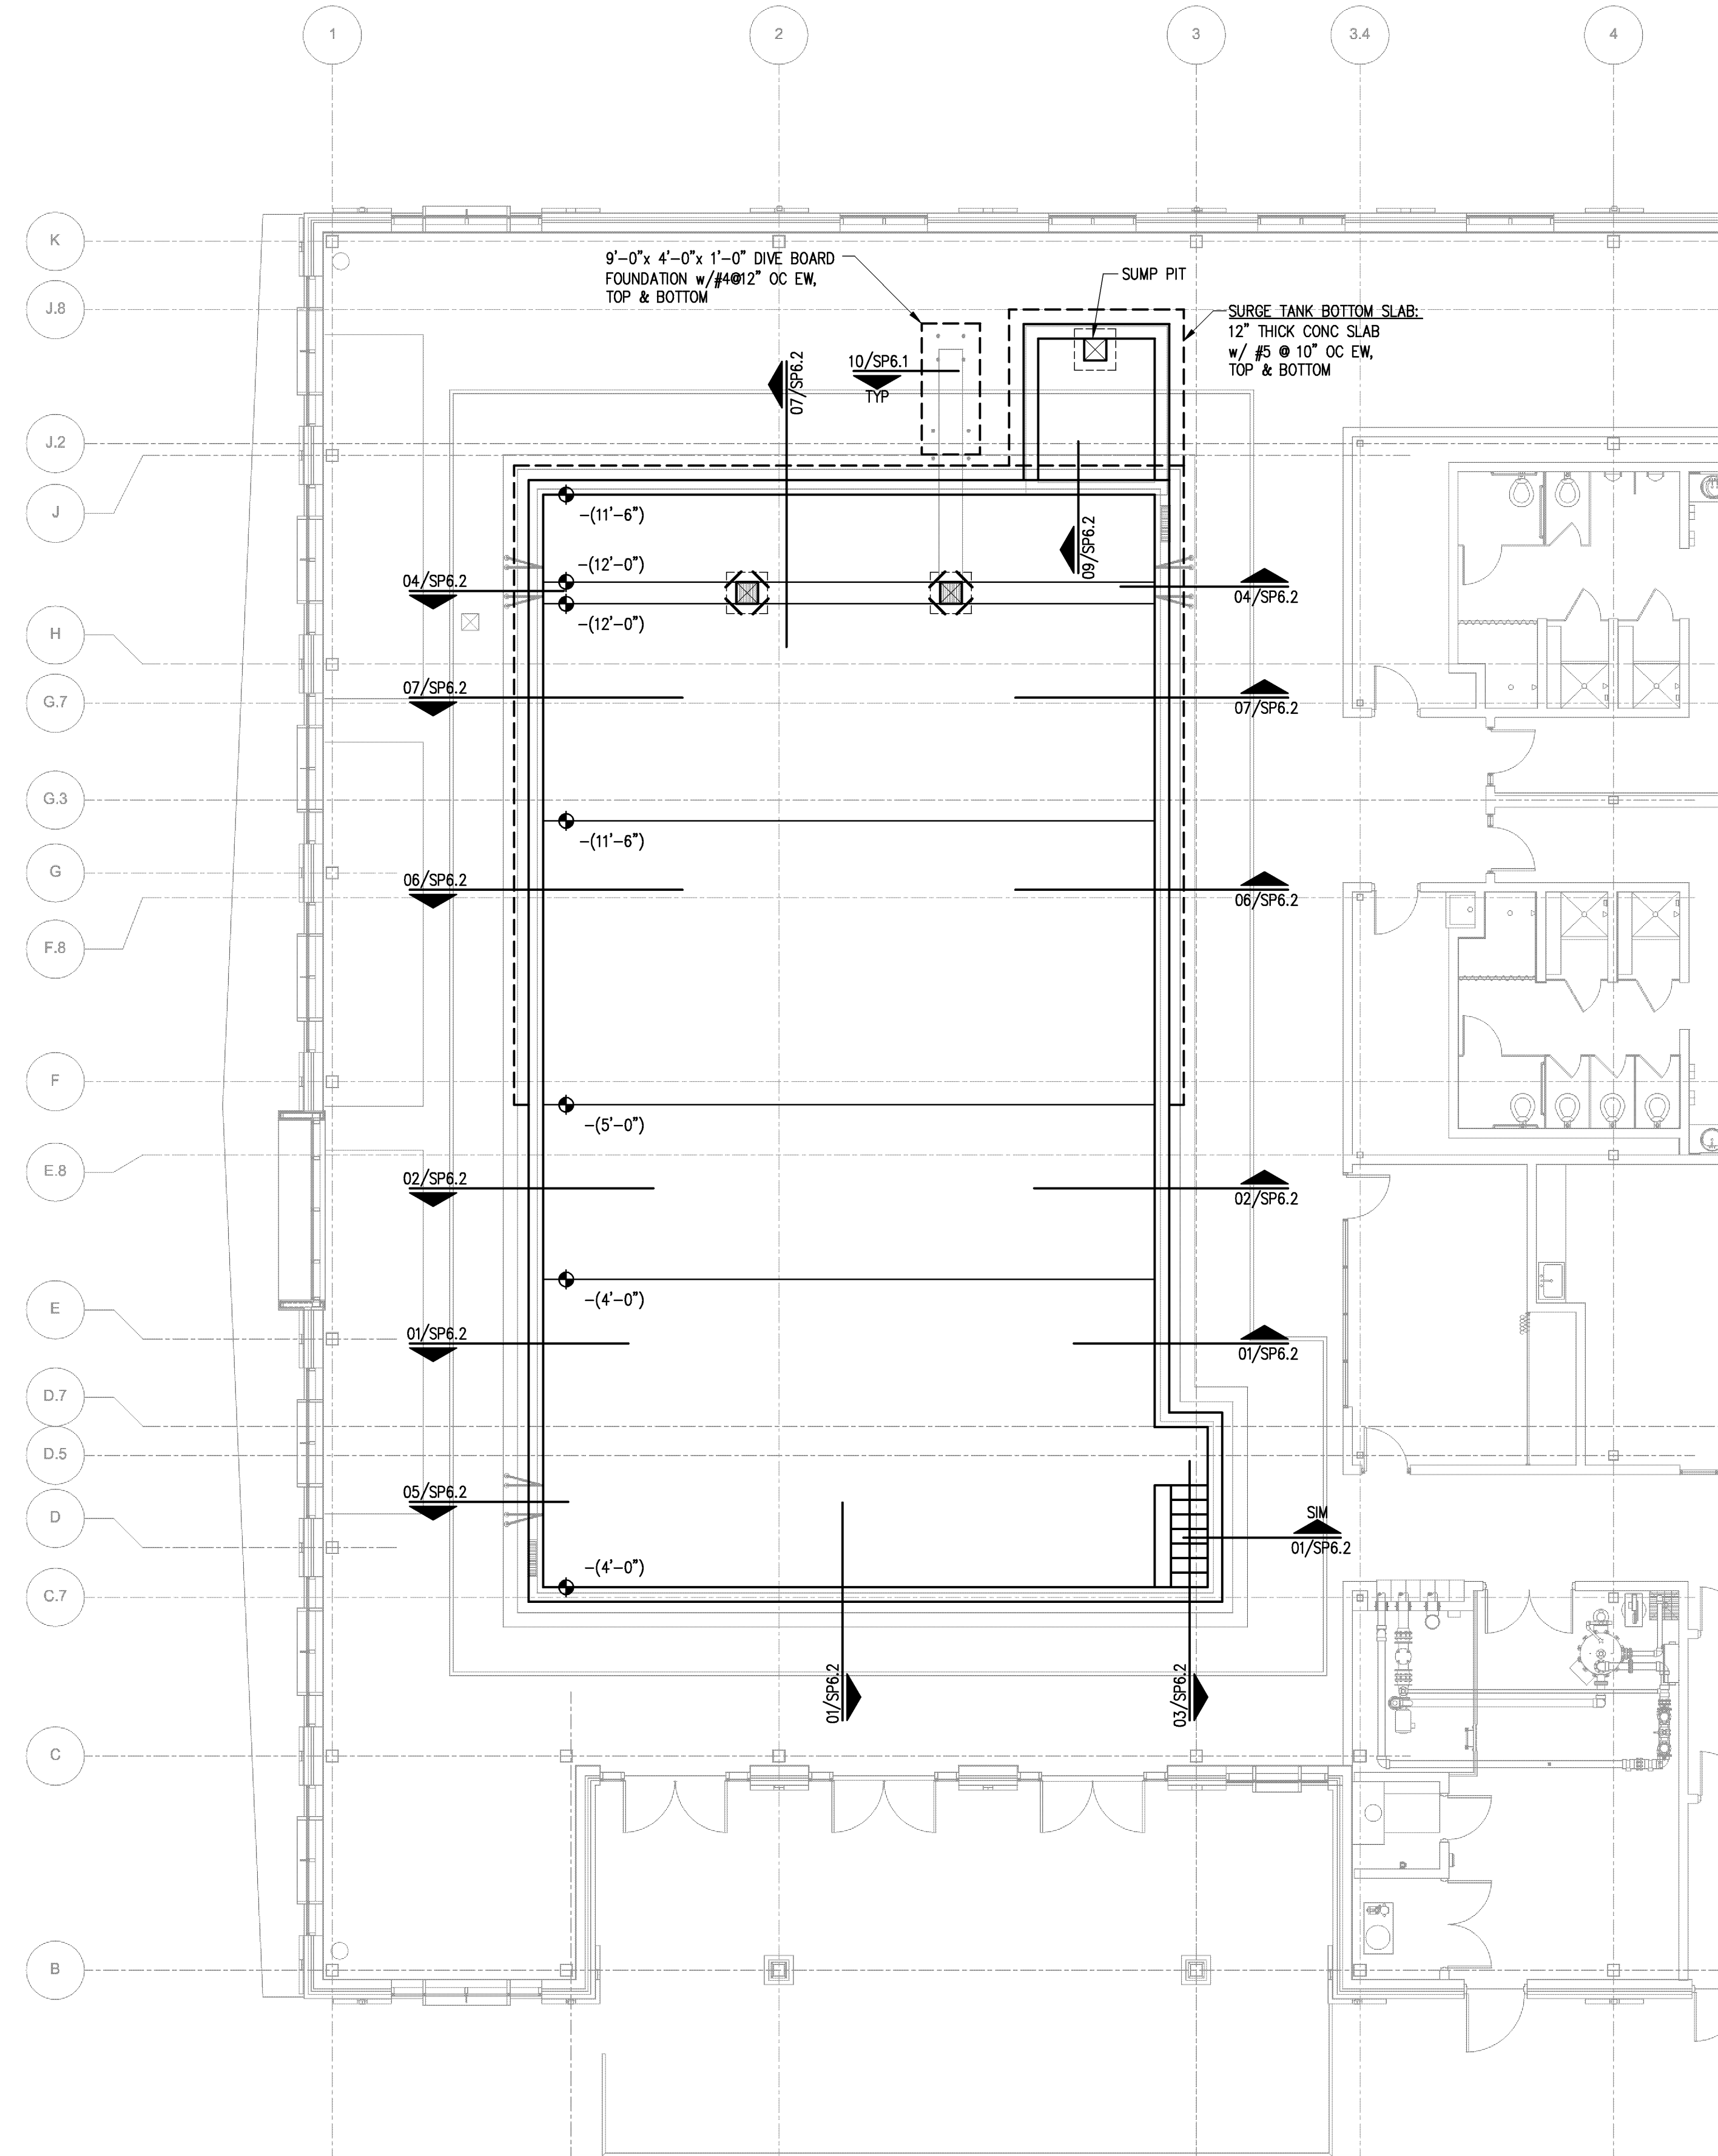 1
2
3
3.4
4
K
J.8
J.2
J
H
G.7
G.3
G
F.8
F
E.8
E
D.7
D.5
D
C.7
C
B
9'-0"x 4'-0"x 1'-0" DIVE BOARD
FOUNDATION w/#4@12" OC EW,
TOP & BOTTOM
SUMP PIT
SURGE TANK BOTTOM SLAB:
12" THICK CONC SLAB
w/ #5 @ 10" OC EW,
TOP & BOTTOM
07/SP6.2
10/SP6.1
TYP
-(11'-6")
09/SP6.2
-(12'-0")
04/SP6.2
04/SP6.2
-(12'-0")
07/SP6.2
07/SP6.2
-(11'-6")
06/SP6.2
06/SP6.2
-(5'-0")
02/SP6.2
02/SP6.2
-(4'-0")
01/SP6.2
01/SP6.2
05/SP6.2
SIM
01/SP6.2
-(4'-0")
01/SP6.2
03/SP6.2